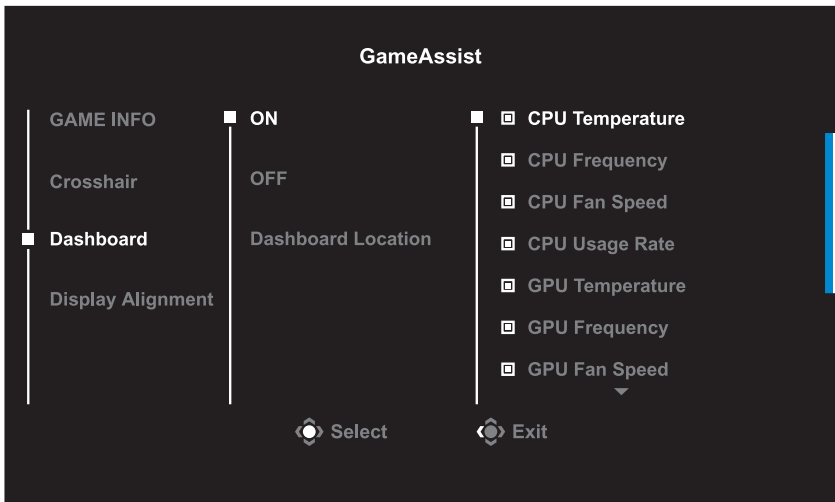 GameAssist
GAME INFO
Crosshair
Dashboard
Display Alignment
ON
OFF
Dashboard Location
CPU Temperature
CPU Frequency
CPU Fan Speed
CPU Usage Rate
GPU Temperature
GPU Frequency
GPU Fan Speed
Select
Exit